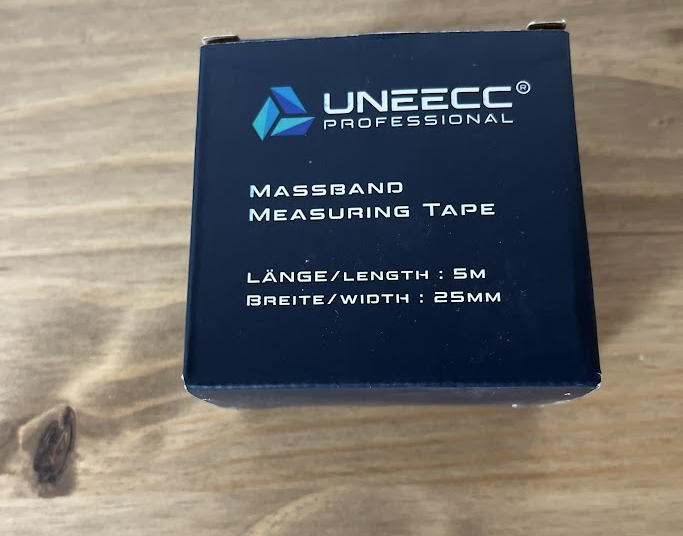 UNEECC®
PROFESSIONAL
MASSBAND
MEASURING TAPE
LÄNGE/LENGTH : 5M
BREITE/WIDTH : 25MM